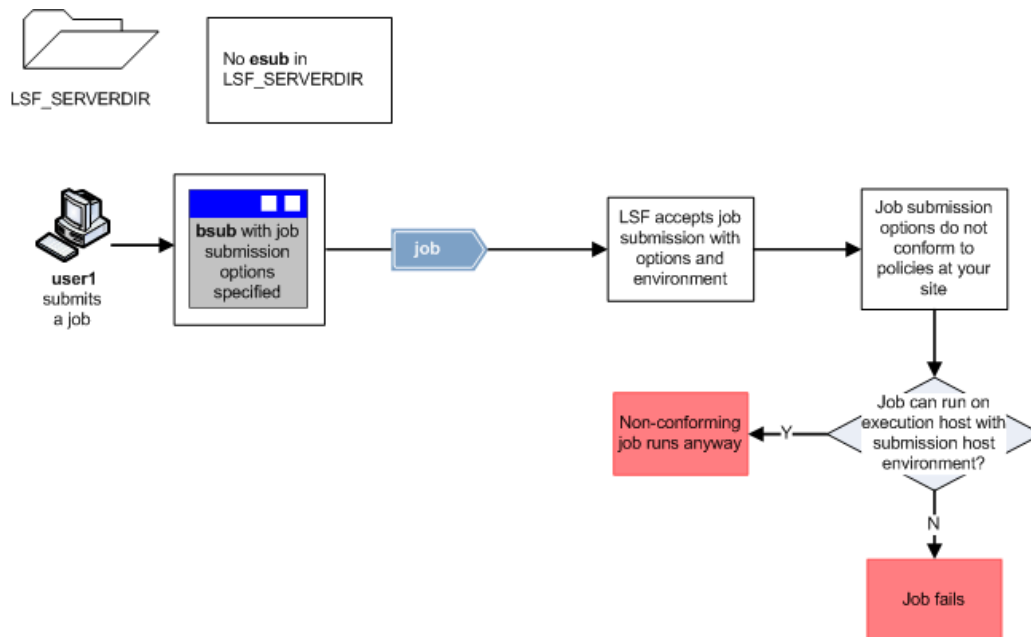 LSF_SERVERDIR
No esub in
LSF_SERVERDIR
user1
submits
a job
bsub with job
submission
options
specified
job
LSF accepts job
submission with
options and
environment
Job submission
options do not
conform to
policies at your
site
Job can run on
execution host with
submission host
environment?
Y
Non-conforming
job runs anyway
N
Job fails